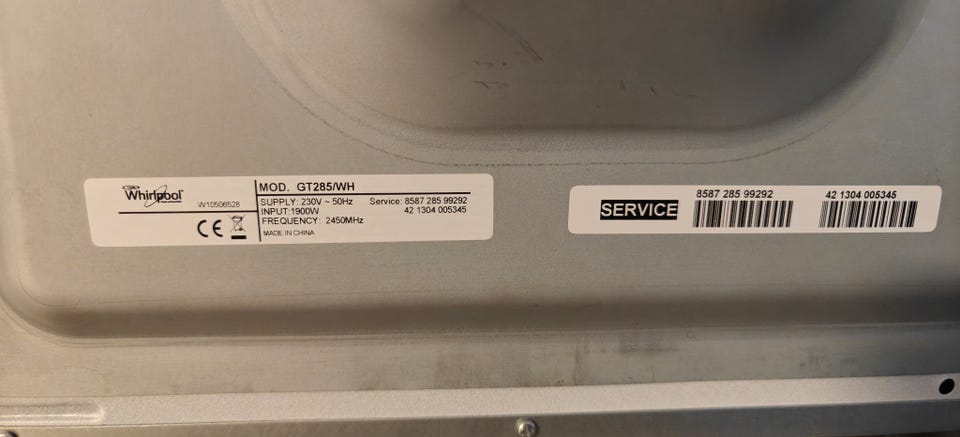 Whirlpool
W10506528
CE
MOD. GT285/WH
SUPPLY: 230V ~ 50Hz Service: 8587 285 99292
INPUT:1900W 42 1304 005345
FREQUENCY: 2450MHz
MADE IN CHINA
SERVICE
8587 285 99292
42 1304 005345